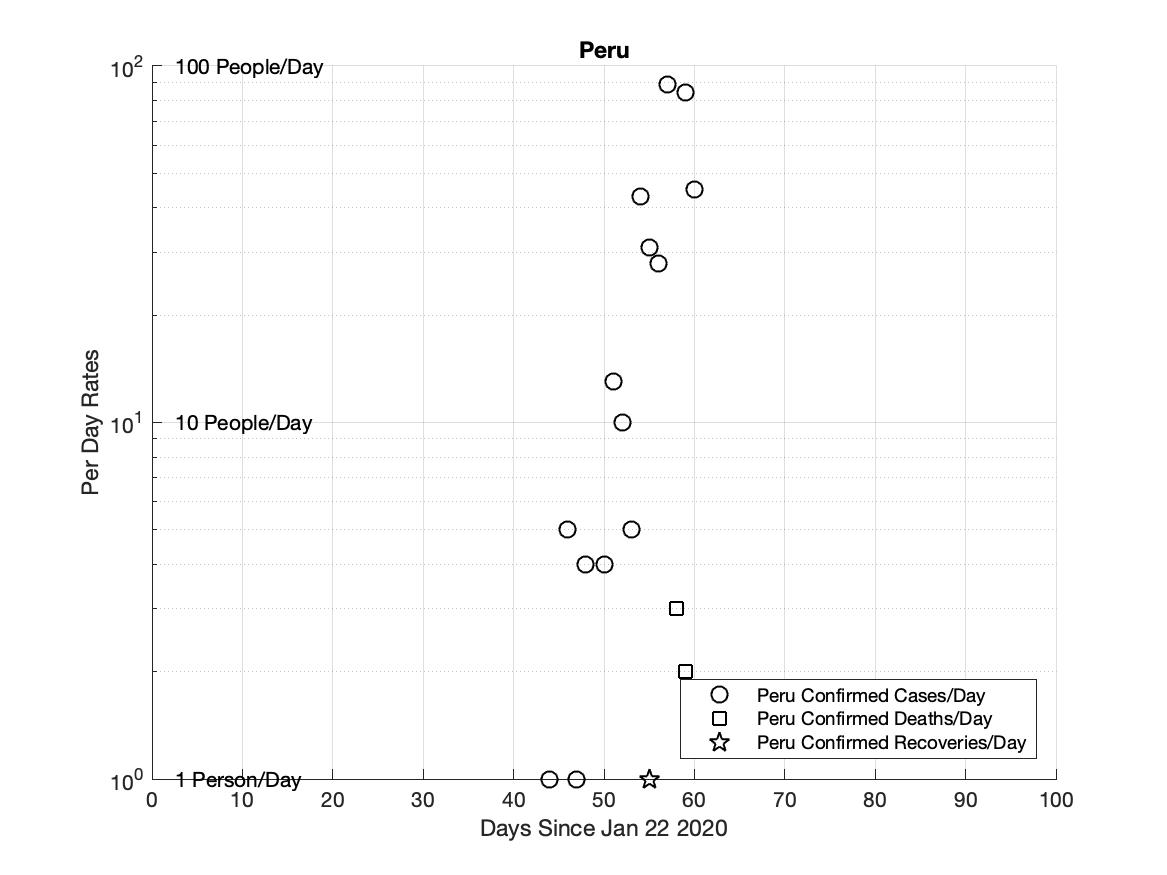 Peru
10²
100 People/Day
Per Day Rates
10¹
10 People/Day
Peru Confirmed Cases/Day
Peru Confirmed Deaths/Day
Peru Confirmed Recoveries/Day
10⁰
1 Person/Day
0 10 20 30 40 50 60 70 80 90 100
Days Since Jan 22 2020